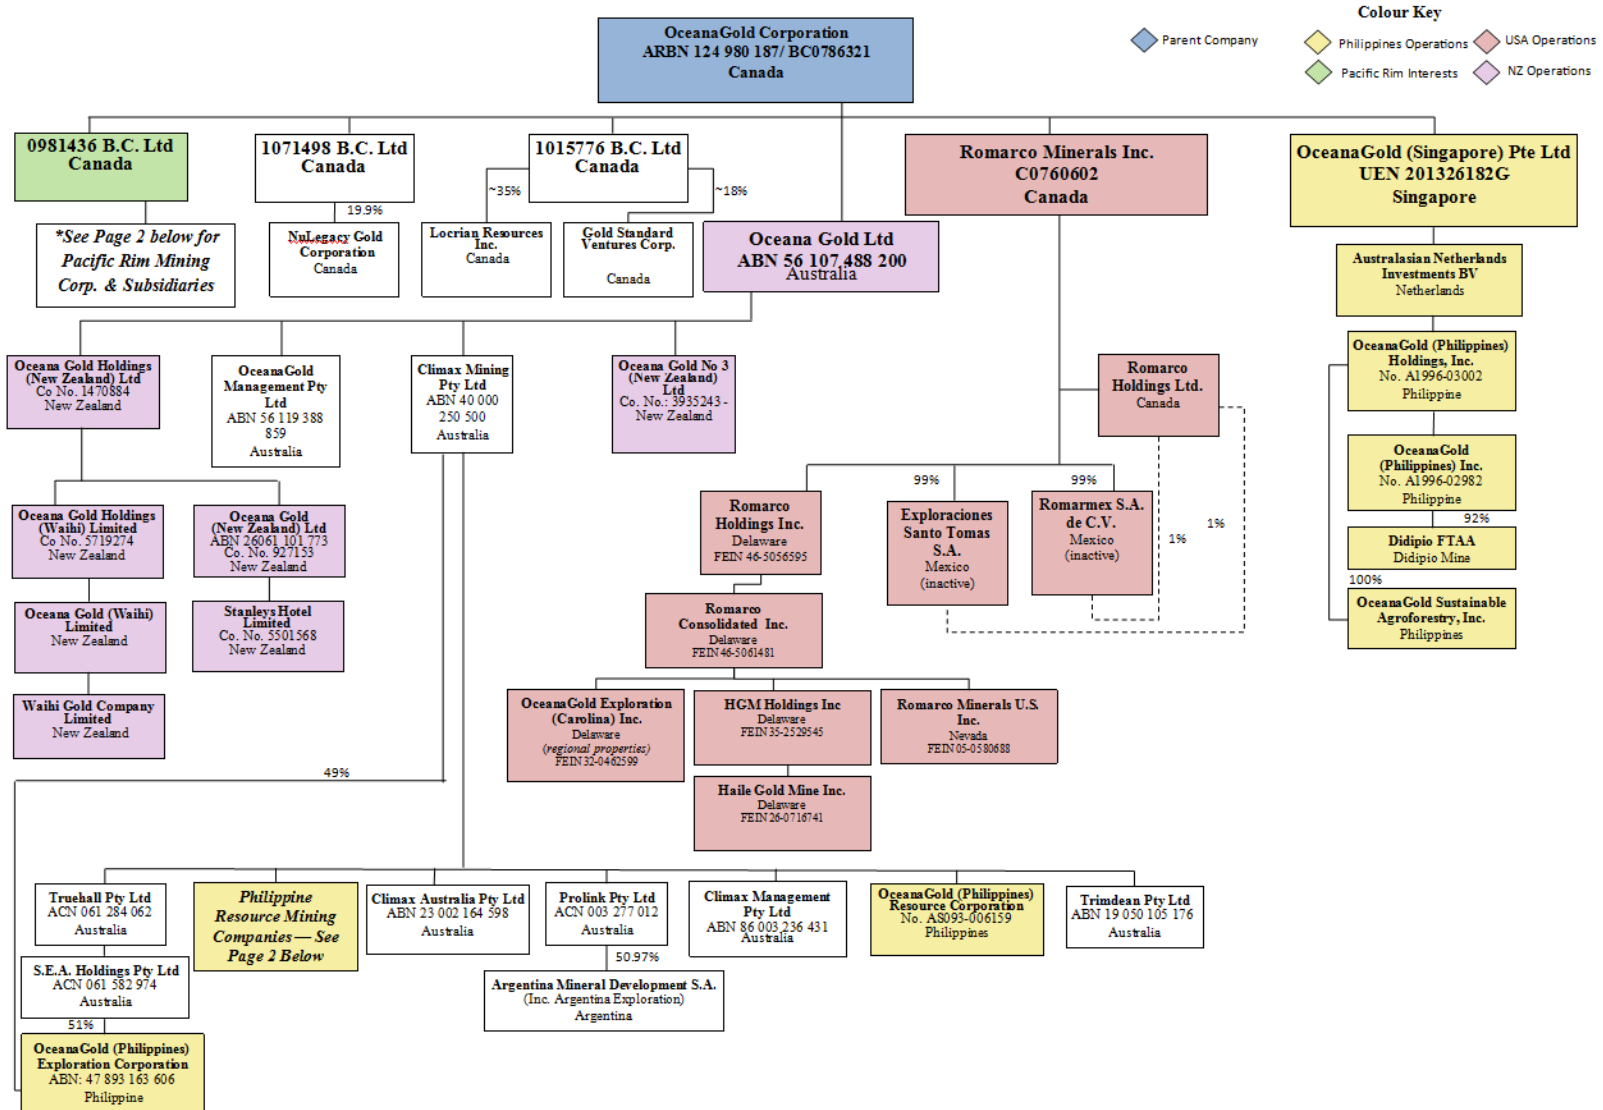 Colour Key
Parent Company
Philippines Operations
USA Operations
Pacific Rim Interests
NZ Operations
OceanaGold Corporation
ARBN 124 980 187/ BC0786321
Canada
0981436 B.C. Ltd
Canada
1071498 B.C. Ltd
Canada
1015776 B.C. Ltd
Canada
Romarco Minerals Inc.
C0760602
Canada
OceanaGold (Singapore) Pte Ltd
UEN 201326182G
Singapore
19.9%
~35%
~18%
*See Page 2 below for
Pacific Rim Mining
Corp. & Subsidiaries
NuLegacy Gold
Corporation
Canada
Locrian Resources
Inc.
Canada
Gold Standard
Ventures Corp.
Canada
Oceana Gold Ltd
ABN 56 107 488 200
Australia
Australasian Netherlands
Investments BV
Netherlands
Oceana Gold Holdings
(New Zealand) Ltd
Co No. 1470884
New Zealand
OceanaGold
Management Pty
Ltd
ABN 56 119 388
859
Australia
Climax Mining
Pty Ltd
ABN 40 000
250 500
Australia
Oceana Gold No 3
(New Zealand)
Ltd
Co. No.: 3935243 -
New Zealand
Romarco
Holdings Ltd.
Canada
OceanaGold (Philippines)
Holdings, Inc.
No. A1996-03002
Philippine
OceanaGold
(Philippines) Inc.
No. A1996-02982
Philippine
92%
Didipio FTAA
Didipio Mine
100%
OceanaGold Sustainable
Agroforestry, Inc.
Philippines
99%
99%
1%
1%
Oceana Gold Holdings
(Waihi) Limited
Co No. 5719274
New Zealand
Oceana Gold
(New Zealand) Ltd
ABN 26061 101 773
Co. No. 927153
New Zealand
Romarco
Holdings Inc.
Delaware
FEIN 46-5056595
Exploraciones
Santo Tomas
S.A.
Mexico
(inactive)
Romarmex S.A.
de C.V.
Mexico
(inactive)
Oceana Gold (Waihi)
Limited
New Zealand
Stanleys Hotel
Limited
Co. No. 5501568
New Zealand
Romarco
Consolidated Inc.
Delaware
FEIN 46-5061481
Waihi Gold Company
Limited
New Zealand
OceanaGold Exploration
(Carolina) Inc.
Delaware
(regional properties)
FEIN 32-0462599
HGM Holdings Inc
Delaware
FEIN 35-2529545
Romarco Minerals U.S.
Inc.
Nevada
FEIN 05-0580688
Haile Gold Mine Inc.
Delaware
FEIN 26-0716741
49%
Truehall Pty Ltd
ACN 061 284 062
Australia
Philippine
Resource Mining
Companies — See
Page 2 Below
Climax Australia Pty Ltd
ABN 23 002 164 598
Australia
Prolink Pty Ltd
ACN 003 277 012
Australia
Climax Management
Pty Ltd
ABN 86 003 236 431
Australia
OceanaGold (Philippines)
Resource Corporation
No. AS093-006159
Philippines
Trimdean Pty Ltd
ABN 19 050 105 176
Australia
S.E.A. Holdings Pty Ltd
ACN 061 582 974
Australia
50.97%
Argentina Mineral Development S.A.
(Inc. Argentina Exploration)
Argentina
51%
OceanaGold (Philippines)
Exploration Corporation
ABN: 47 893 163 606
Philippine